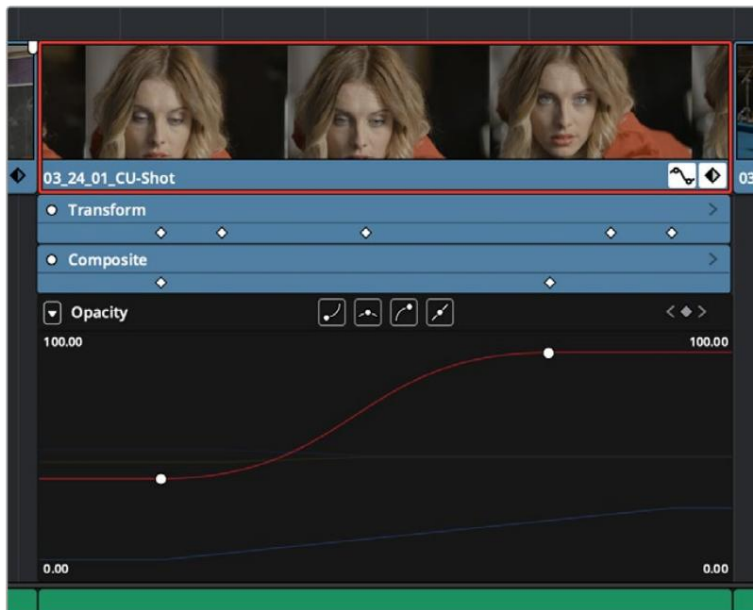 03_24_01_CU-Shot
03
Transform
Composite
Opacity
100.00
100.00
0.00
0.00